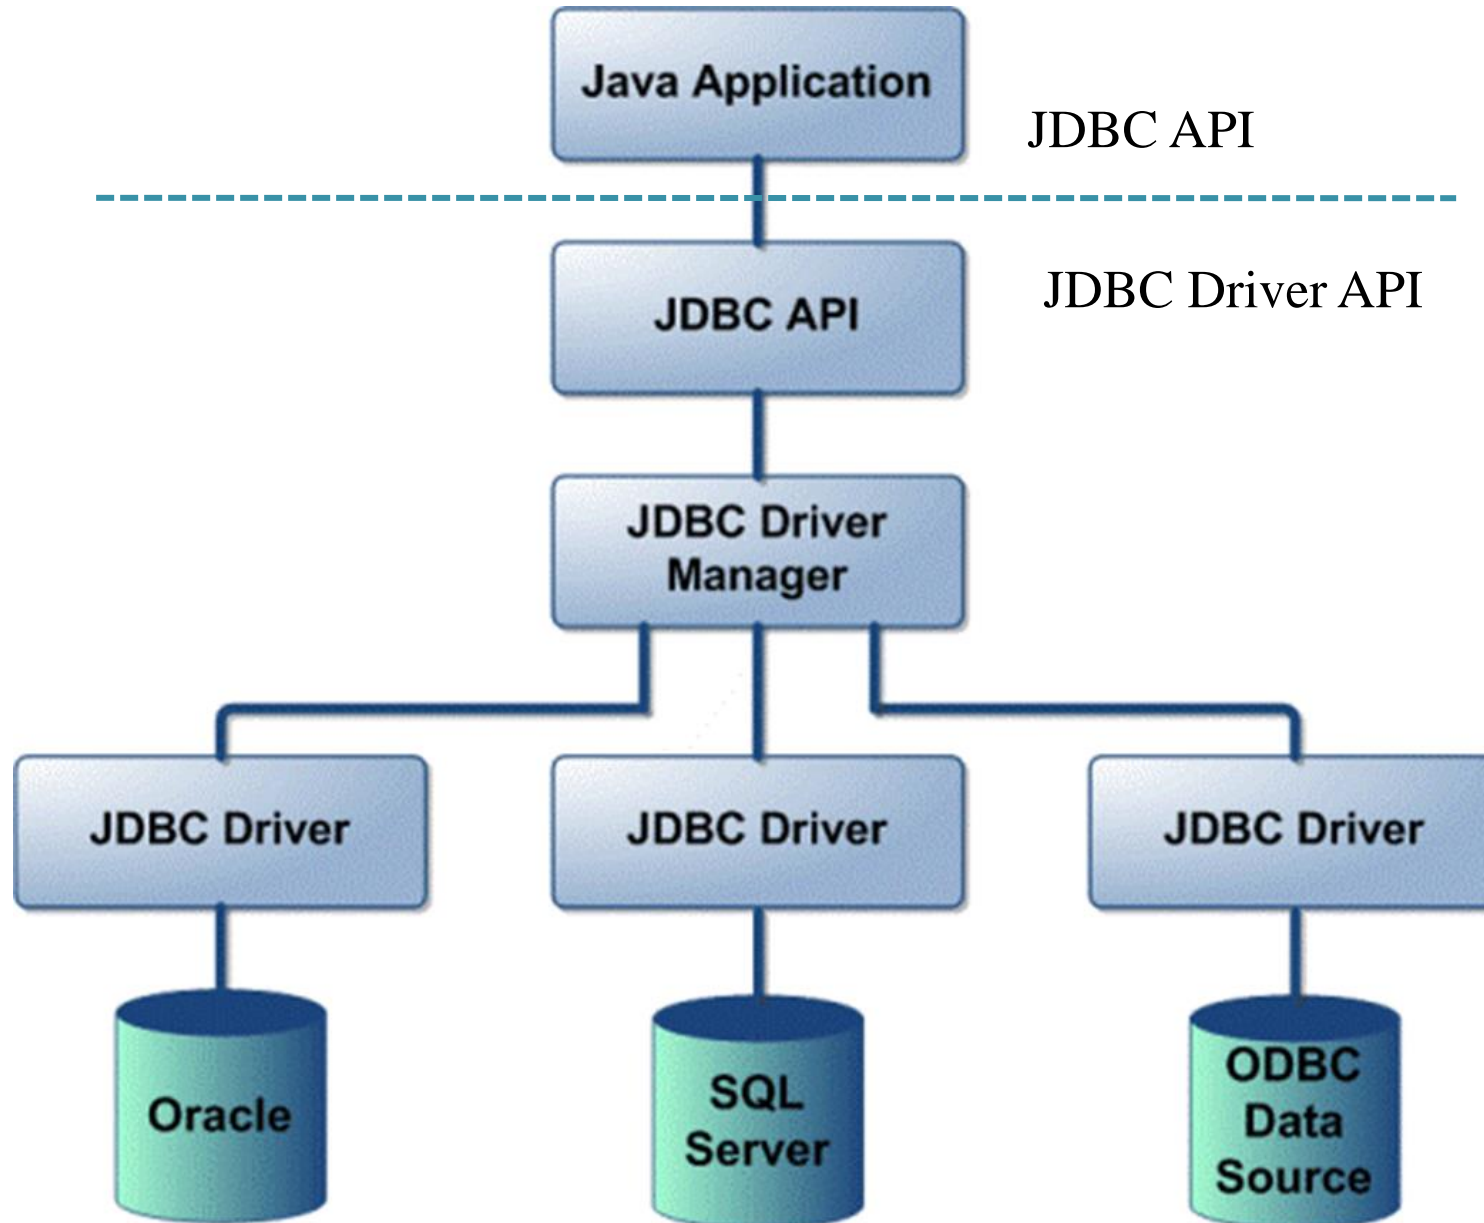 Java Application
JDBC API
JDBC API
JDBC Driver API
JDBC Driver
Manager
JDBC Driver
JDBC Driver
JDBC Driver
Oracle
SQL
Server
ODBC
Data
Source